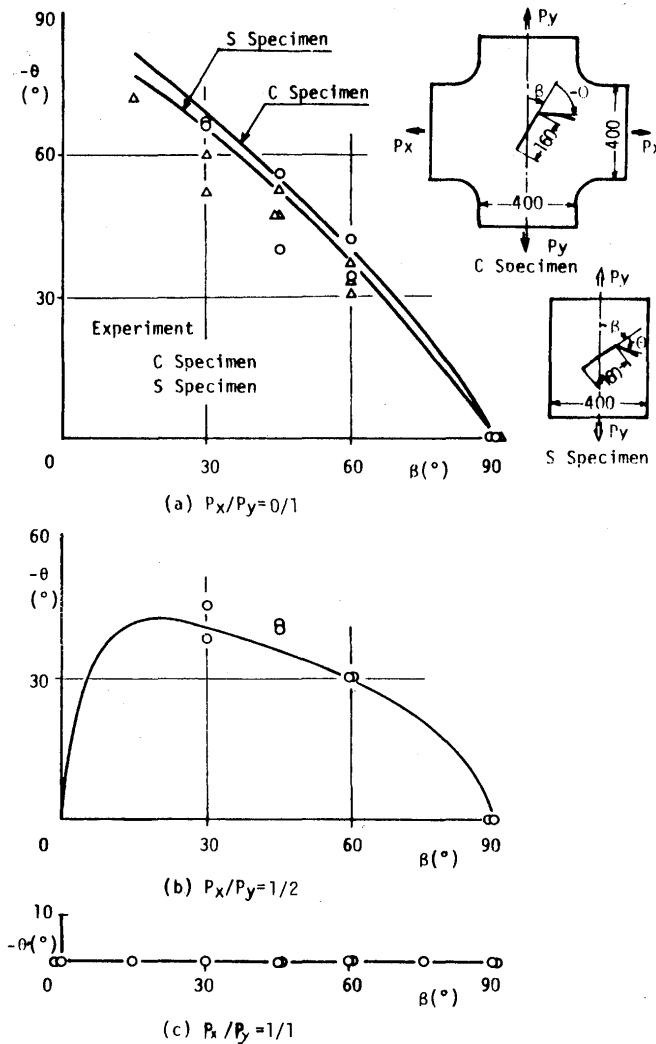 90
-θ
(°)
60
30
0
S Specimen
C Specimen
Experiment
C Specimen
S Specimen
30
60
90
β(°)
(a) Px/Py=0/1
Py
β
-θ
160
Px
Px
400
400
Py
C Specimen
Py
β
-θ
160
400
Py
S Specimen
60
-θ
(°)
30
0
30
60
90
β(°)
(b) Px/Py=1/2
10
-θ(°)
0
30
60
90
β(°)
(c) Px/Py=1/1